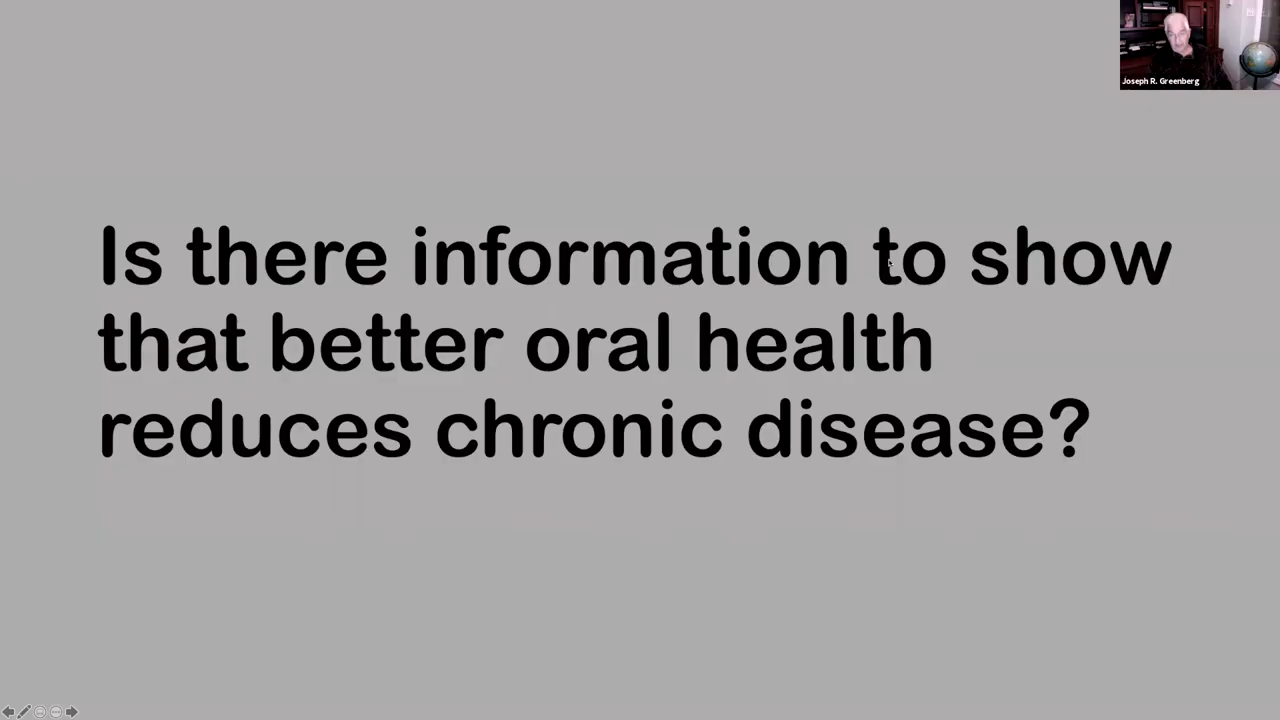 Joseph R. Greenberg
Is there information to show
that better oral health
reduces chronic disease?